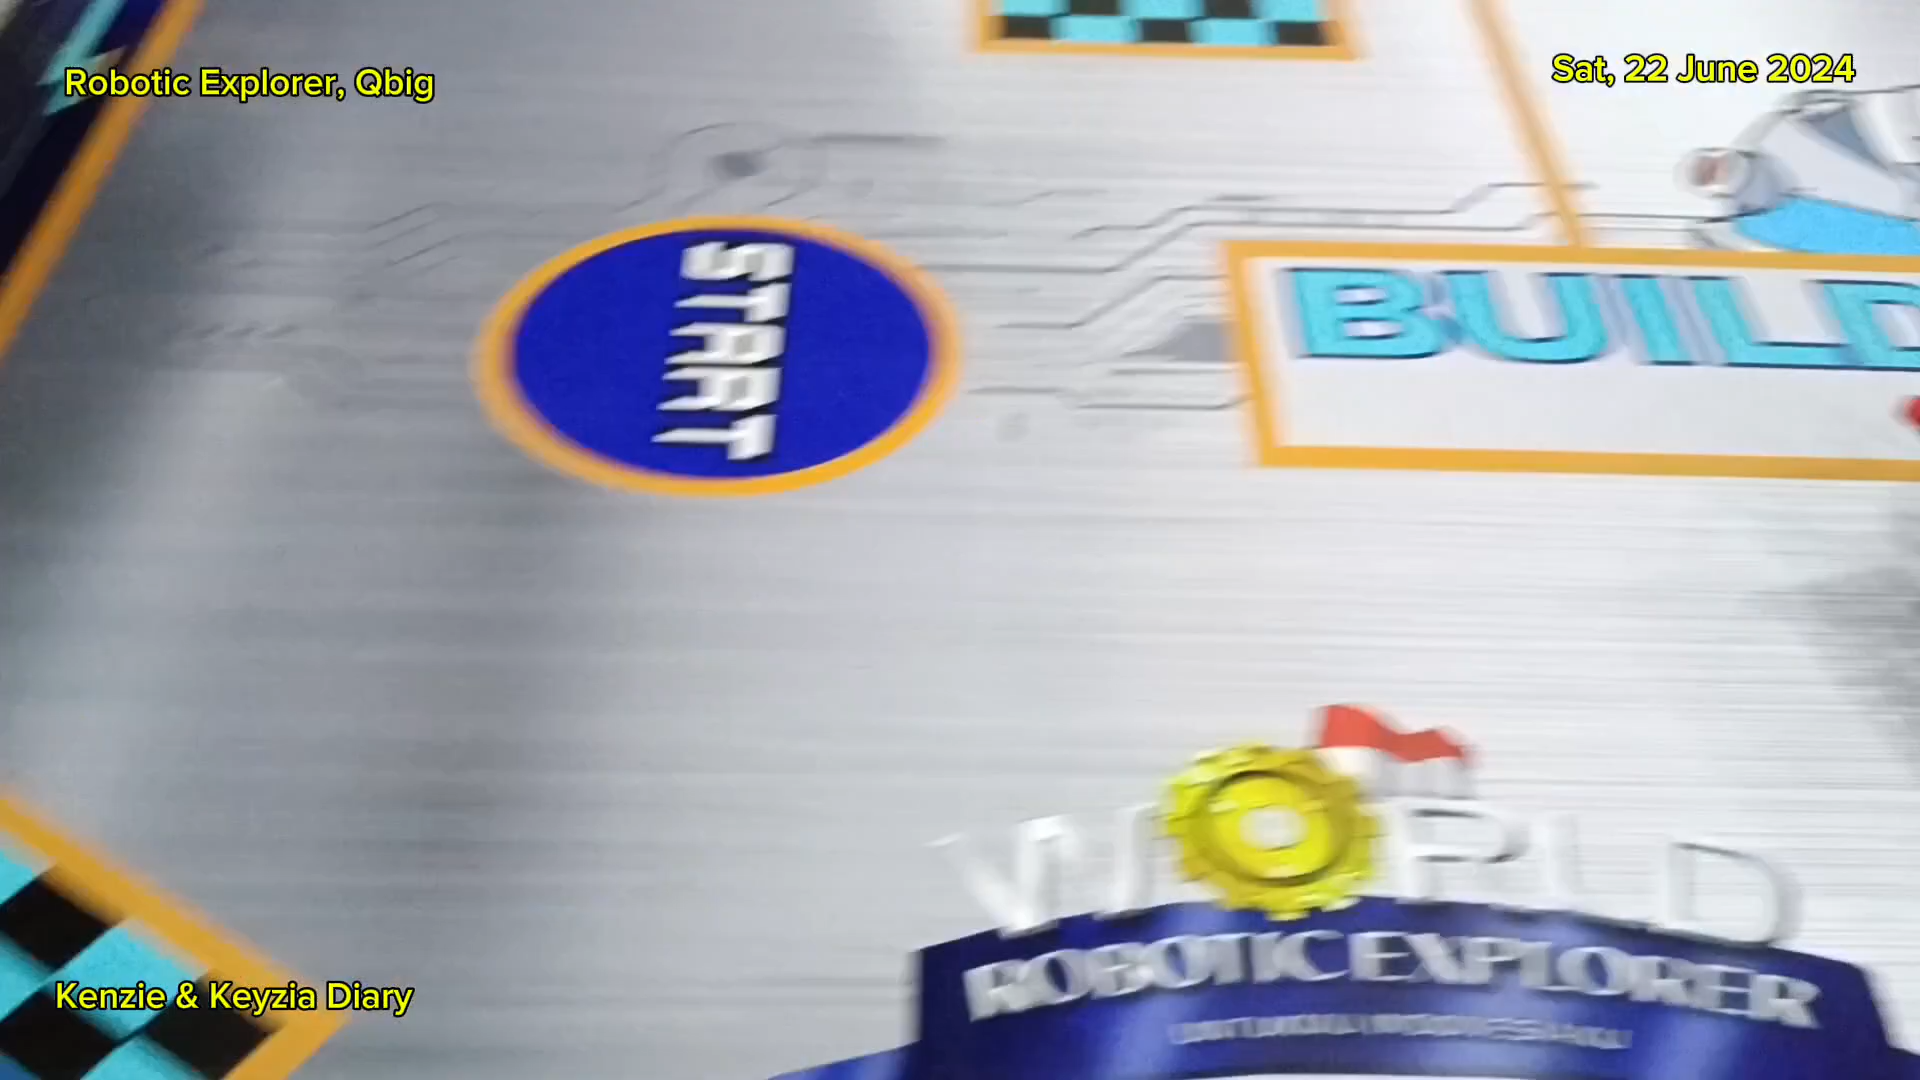 Robotic Explorer, Qbig
Sat, 22 June 2024
START
BUILD
WORLD
ROBOTIC EXPLORER
Kenzie & Keyzia Diary